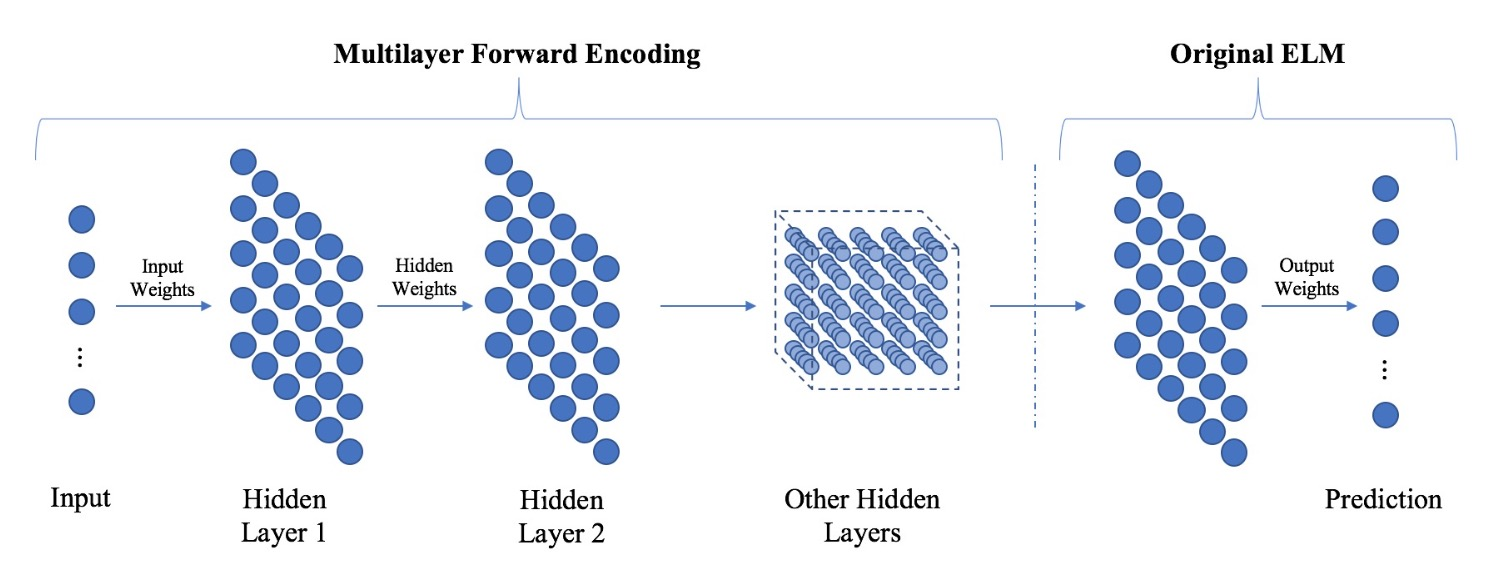 Multilayer Forward Encoding
Original ELM
Input
Weights
Hidden
Weights
Output
Weights
Input
Hidden
Layer 1
Hidden
Layer 2
Other Hidden
Layers
Prediction